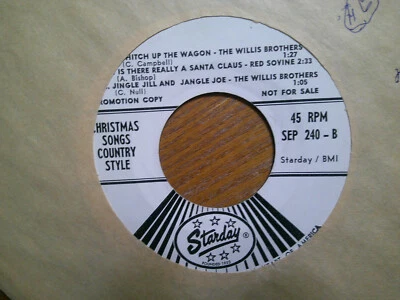 HITCH UP THE WAGON - THE WILLIS BROTHERS
(C. Campbell) 1:27
IS THERE REALLY A SANTA CLAUS - RED SOVINE 2:33
(A. Bishop)
JINGLE JILL AND JANGLE JOE - THE WILLIS BROTHERS
(C. Null) 1:05
PROMOTION COPY NOT FOR SALE
CHRISTMAS
SONGS
COUNTRY
STYLE
45 RPM
SEP 240-B
Starday / BMI
Starday
OF AMERICA